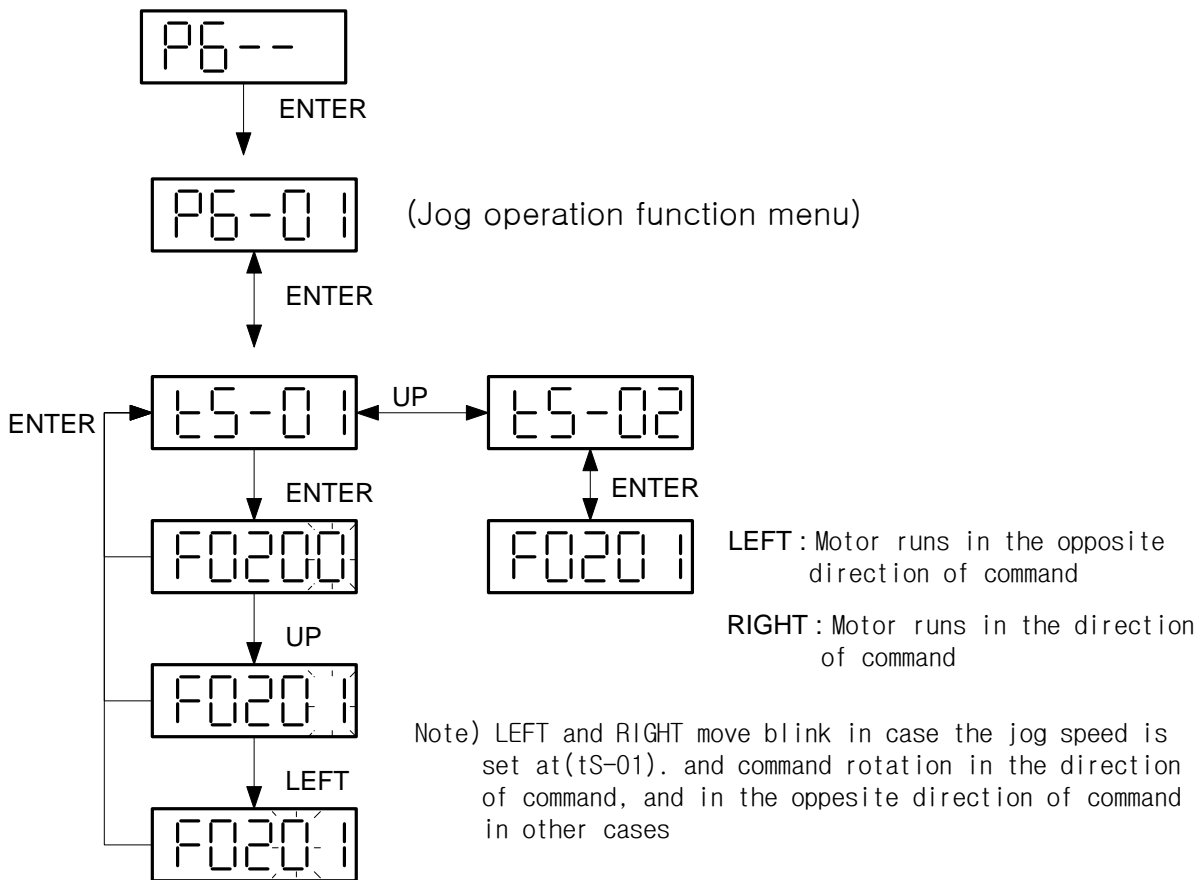 P6--
ENTER
P6-01
(Jog operation function menu)
ENTER
tS-01
UP
tS-02
ENTER
ENTER
ENTER
F0200
F0201
LEFT : Motor runs in the opposite
direction of command
UP
RIGHT : Motor runs in the direction
of command
F0201
Note) LEFT and RIGHT move blink in case the jog speed is
set at(tS-01). and command rotation in the direction
of command, and in the oppesite direction of command
in other cases
LEFT
F0201